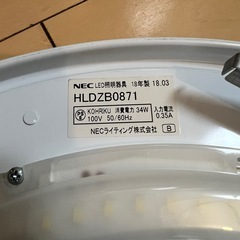 NEC LED照明器具 18年製 18.03
HLDZB0871
KOHRKU 消費電力 34W 入力電流
100V 50/60Hz 0.35A
NECライティング株式会社 B